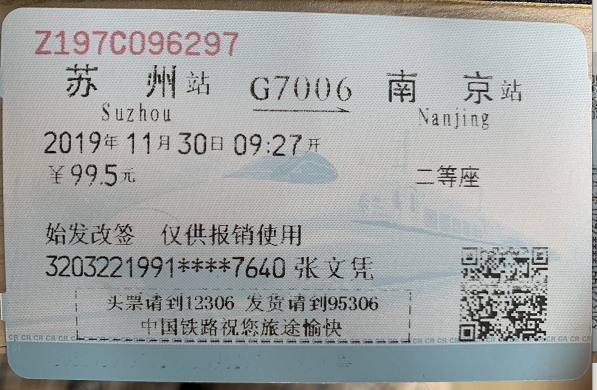 Z197C096297
苏州站 G7006 南京站
Suzhou Nanjing
2019年11月30日09:27开
￥99.5元 二等座
始发改签 仅供报销使用
3203221991****7640 张文凭
头票请到12306 发货请到95306
中国铁路祝您旅途愉快